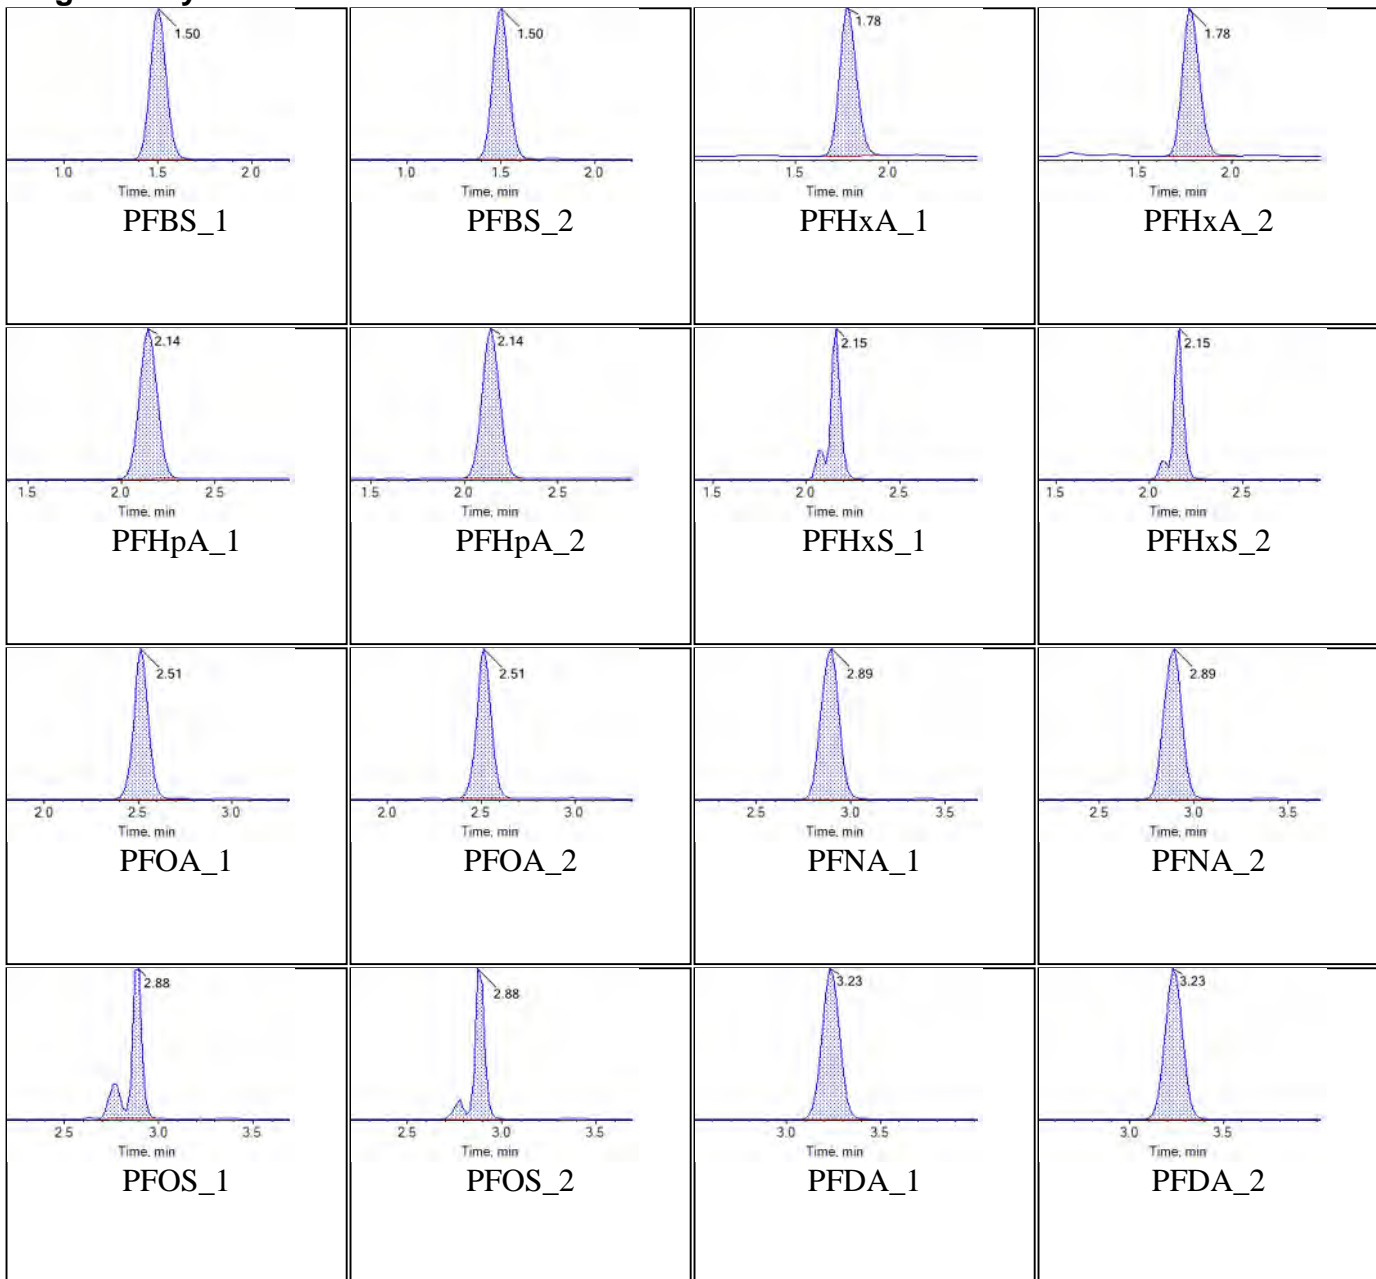 1.50 1.50 1.78 1.78
1.0 1.5 2.0 1.0 1.5 2.0 1.5 2.0 1.5 2.0
Time, min Time, min Time, min Time, min
PFBS_1 PFBS_2 PFHxA_1 PFHxA_2
2.14 2.14 2.15 2.15
1.5 2.0 2.5 1.5 2.0 2.5 1.5 2.0 2.5 1.5 2.0 2.5
Time, min Time, min Time, min Time, min
PFHpA_1 PFHpA_2 PFHxS_1 PFHxS_2
2.51 2.51 2.89 2.89
2.0 2.5 3.0 2.0 2.5 3.0 2.5 3.0 3.5 2.5 3.0 3.5
Time, min Time, min Time, min Time, min
PFOA_1 PFOA_2 PFNA_1 PFNA_2
2.88 2.88 3.23 3.23
2.5 3.0 3.5 2.5 3.0 3.5 3.0 3.5 3.0 3.5
Time, min Time, min Time, min Time, min
PFOS_1 PFOS_2 PFDA_1 PFDA_2